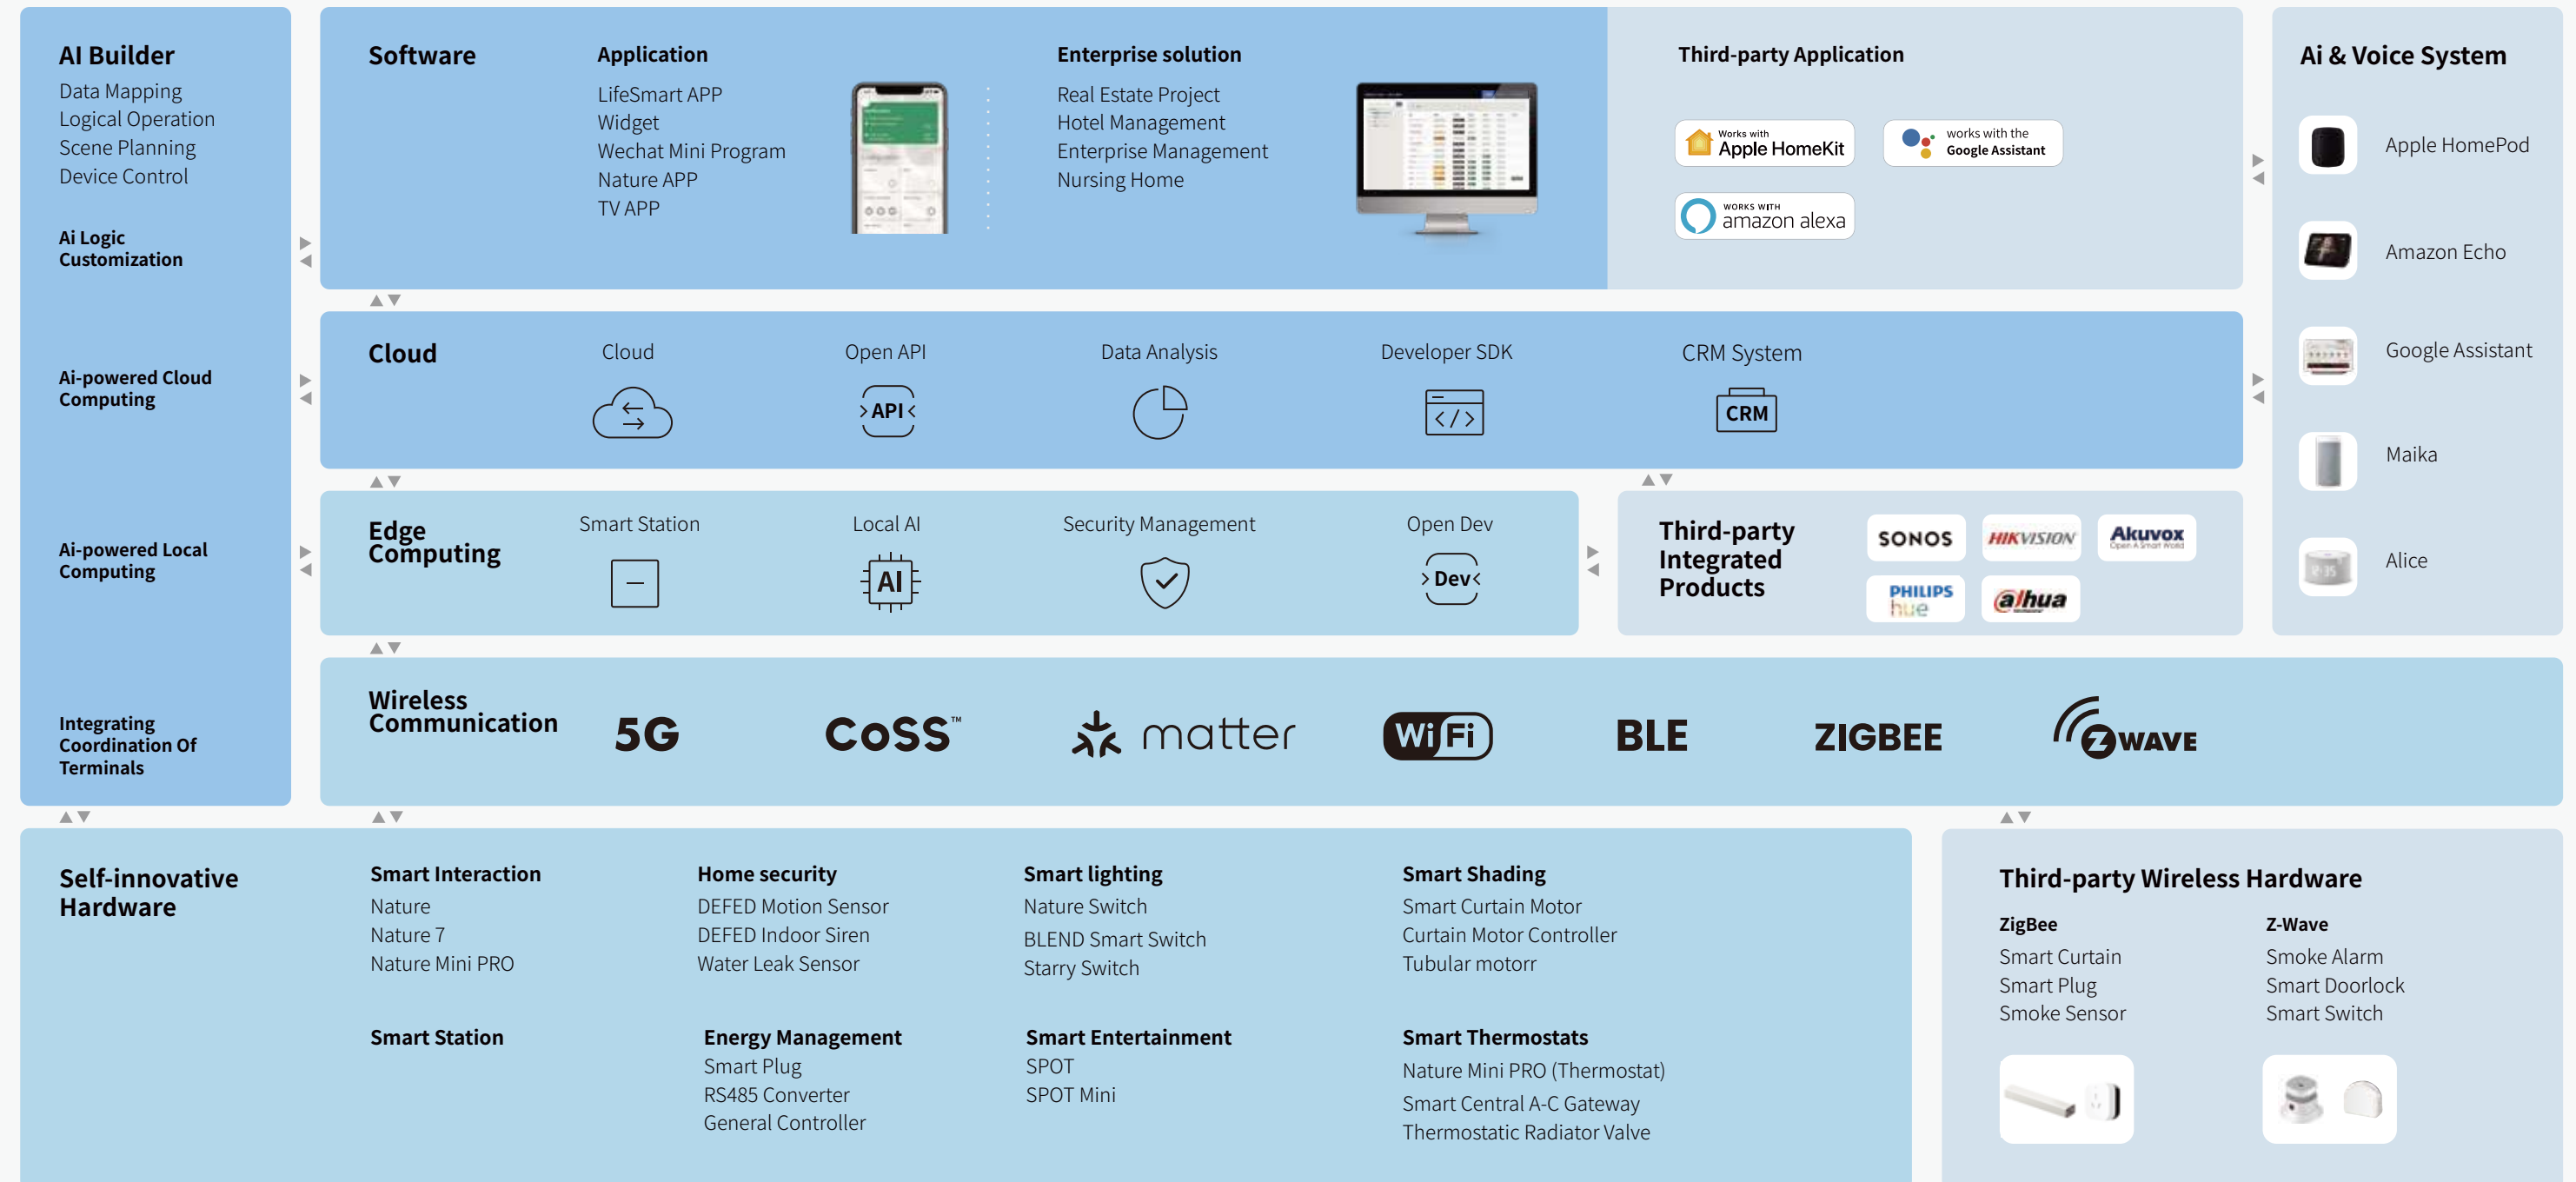 AI Builder
Data Mapping
Logical Operation
Scene Planning
Device Control
Ai Logic
Customization
Ai-powered Cloud
Computing
Ai-powered Local
Computing
Integrating
Coordination Of
Terminals
Software
Application
LifeSmart APP
Widget
Wechat Mini Program
Nature APP
TV APP
Enterprise solution
Real Estate Project
Hotel Management
Enterprise Management
Nursing Home
Third-party Application
Works with
Apple HomeKit
works with the
Google Assistant
WORKS WITH
amazon alexa
Ai & Voice System
Apple HomePod
Amazon Echo
Google Assistant
Maika
Alice
Cloud
Cloud
Open API
API
Data Analysis
Developer SDK
</>
CRM System
CRM
Edge
Computing
Smart Station
Local AI
AI
Security Management
Open Dev
Dev
Third-party
Integrated
Products
SONOS
HIKVISION
Akuvox
Open A Smart World
PHILIPS
hue
alhua
Wireless
Communication
5G
CoSS™
matter
WiFi
BLE
ZIGBEE
Z WAVE
Self-innovative
Hardware
Smart Interaction
Nature
Nature 7
Nature Mini PRO
Home security
DEFED Motion Sensor
DEFED Indoor Siren
Water Leak Sensor
Smart lighting
Nature Switch
BLEND Smart Switch
Starry Switch
Smart Shading
Smart Curtain Motor
Curtain Motor Controller
Tubular motorr
Smart Station
Energy Management
Smart Plug
RS485 Converter
General Controller
Smart Entertainment
SPOT
SPOT Mini
Smart Thermostats
Nature Mini PRO (Thermostat)
Smart Central A-C Gateway
Thermostatic Radiator Valve
Third-party Wireless Hardware
ZigBee
Smart Curtain
Smart Plug
Smoke Sensor
Z-Wave
Smoke Alarm
Smart Doorlock
Smart Switch